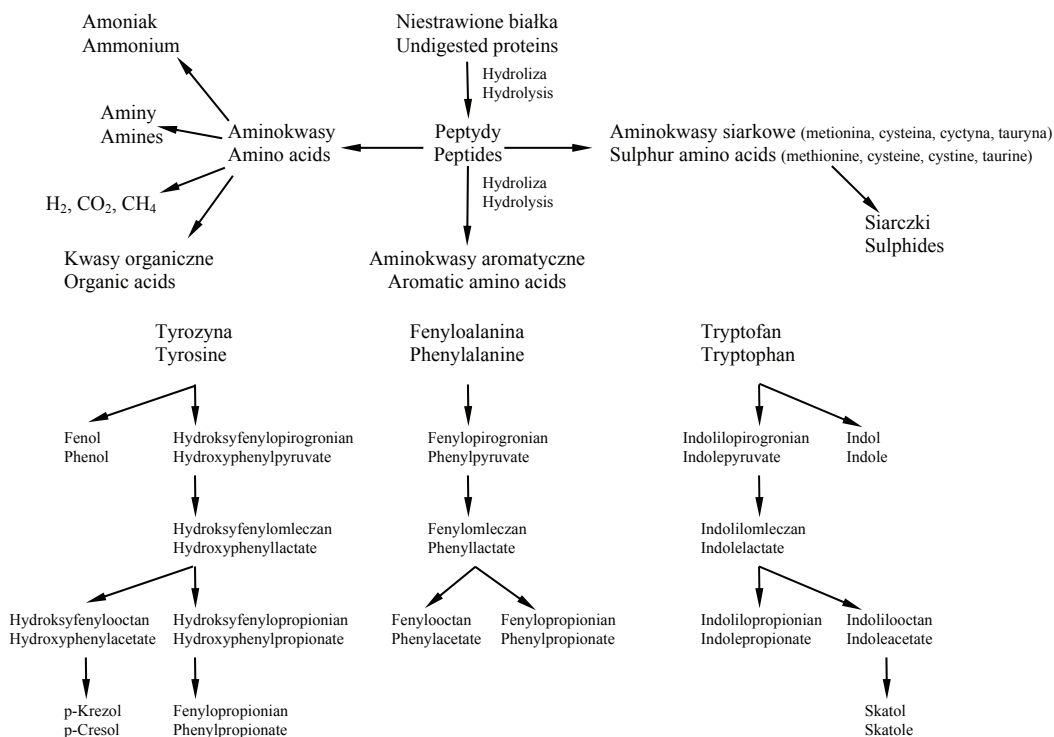 Amoniak
Ammonium
Niestrawione białka
Undigested proteins
Hydroliza
Hydrolysis
Aminy
Amines
Aminokwasy
Amino acids
Peptydy
Peptides
Aminokwasy siarkowe (metionina, cysteina, cyctyna, tauryna)
Sulphur amino acids (methionine, cysteine, cystine, taurine)
Hydroliza
Hydrolysis
H₂, CO₂, CH₄
Siarczki
Sulphides
Kwasy organiczne
Organic acids
Aminokwasy aromatyczne
Aromatic amino acids
Tyrozyna
Tyrosine
Fenyloalanina
Phenylalanine
Tryptofan
Tryptophan
Fenol
Phenol
Hydroksyfenylopirogronian
Hydroxyphenylpyruvate
Fenylopirogronian
Phenylpyruvate
Indolilopirogronian
Indolepyruvate
Indol
Indole
Hydroksyfenylomleczan
Hydroxyphenyllactate
Fenylomleczan
Phenyllactate
Indolilomleczan
Indolelactate
Hydroksyfenylooctan
Hydroxyphenylacetate
Hydroksyfenylopropionian
Hydroxyphenylpropionate
Fenylooctan
Phenylacetate
Fenylopropionian
Phenylpropionate
Indolilopropionian
Indolepropionate
Indolilooctan
Indoleacetate
p-Krezol
p-Cresol
Fenylopropionian
Phenylpropionate
Skatol
Skatole